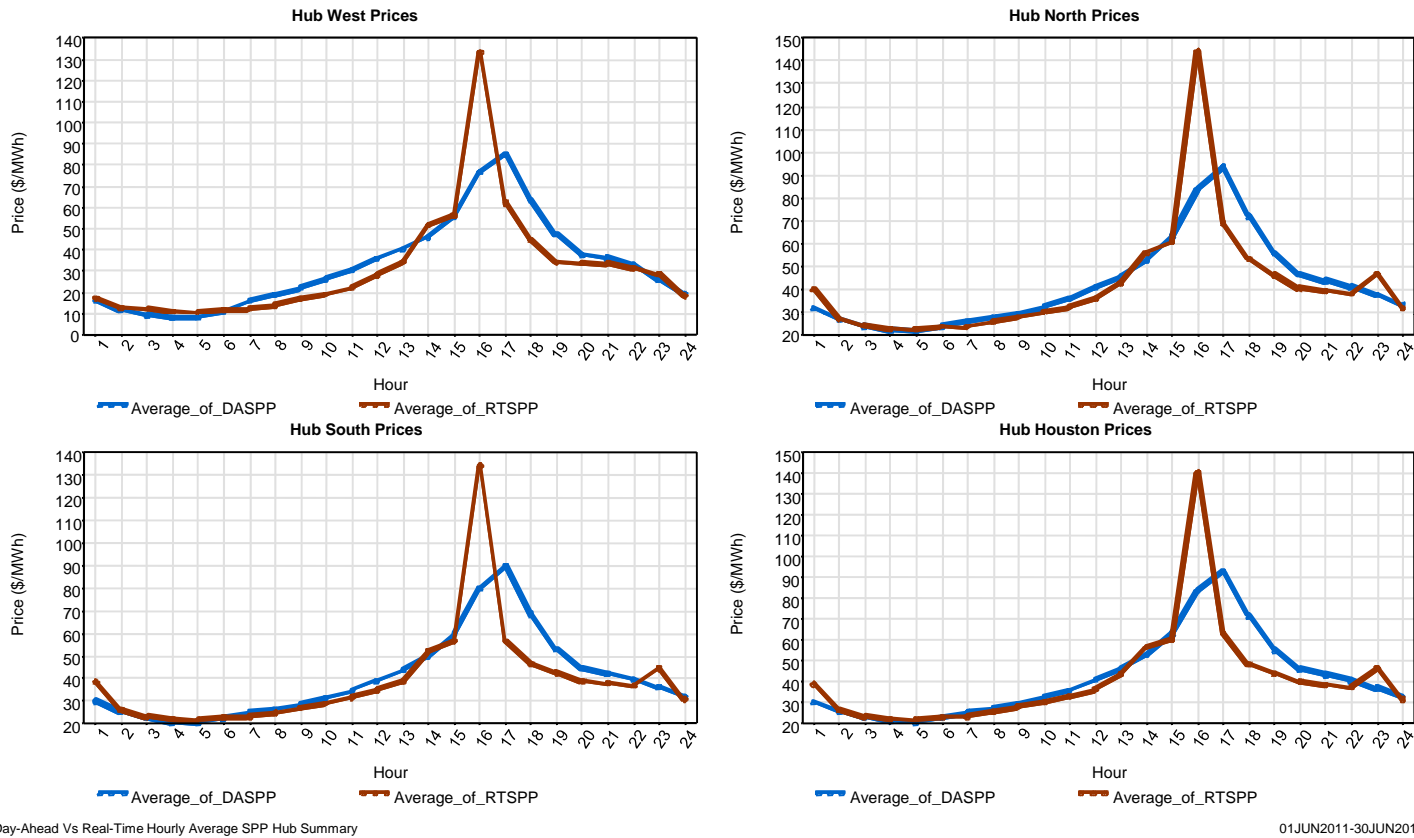 Hub West Prices
Price ($/MWh)
140
130
120
110
100
90
80
70
60
50
40
30
20
10
0
1 2 3 4 5 6 7 8 9 10 11 12 13 14 15 16 17 18 19 20 21 22 23 24
Hour
Average_of_DASPP Average_of_RTSPP
Hub North Prices
Price ($/MWh)
150
140
130
120
110
100
90
80
70
60
50
40
30
20
1 2 3 4 5 6 7 8 9 10 11 12 13 14 15 16 17 18 19 20 21 22 23 24
Hour
Average_of_DASPP Average_of_RTSPP
Hub South Prices
Price ($/MWh)
140
130
120
110
100
90
80
70
60
50
40
30
20
1 2 3 4 5 6 7 8 9 10 11 12 13 14 15 16 17 18 19 20 21 22 23 24
Hour
Average_of_DASPP Average_of_RTSPP
Hub Houston Prices
Price ($/MWh)
150
140
130
120
110
100
90
80
70
60
50
40
30
20
1 2 3 4 5 6 7 8 9 10 11 12 13 14 15 16 17 18 19 20 21 22 23 24
Hour
Average_of_DASPP Average_of_RTSPP
Day-Ahead Vs Real-Time Hourly Average SPP Hub Summary
01JUN2011-30JUN201